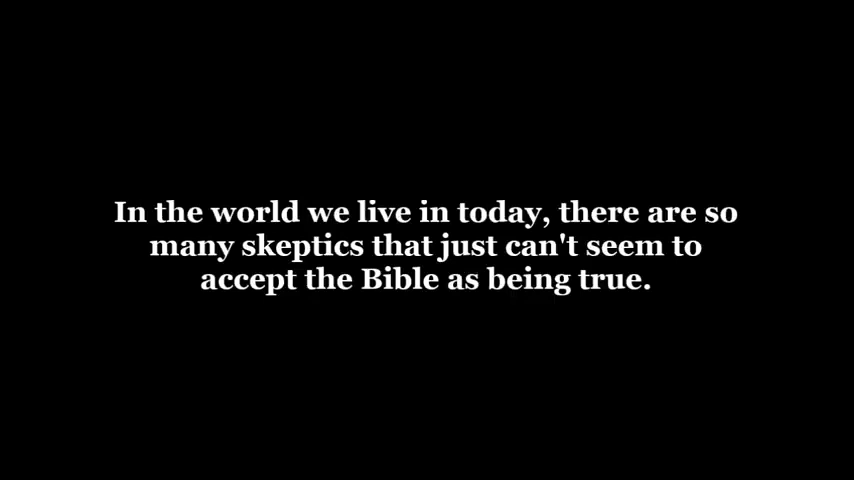 In the world we live in today, there are so
many skeptics that just can't seem to
accept the Bible as being true.